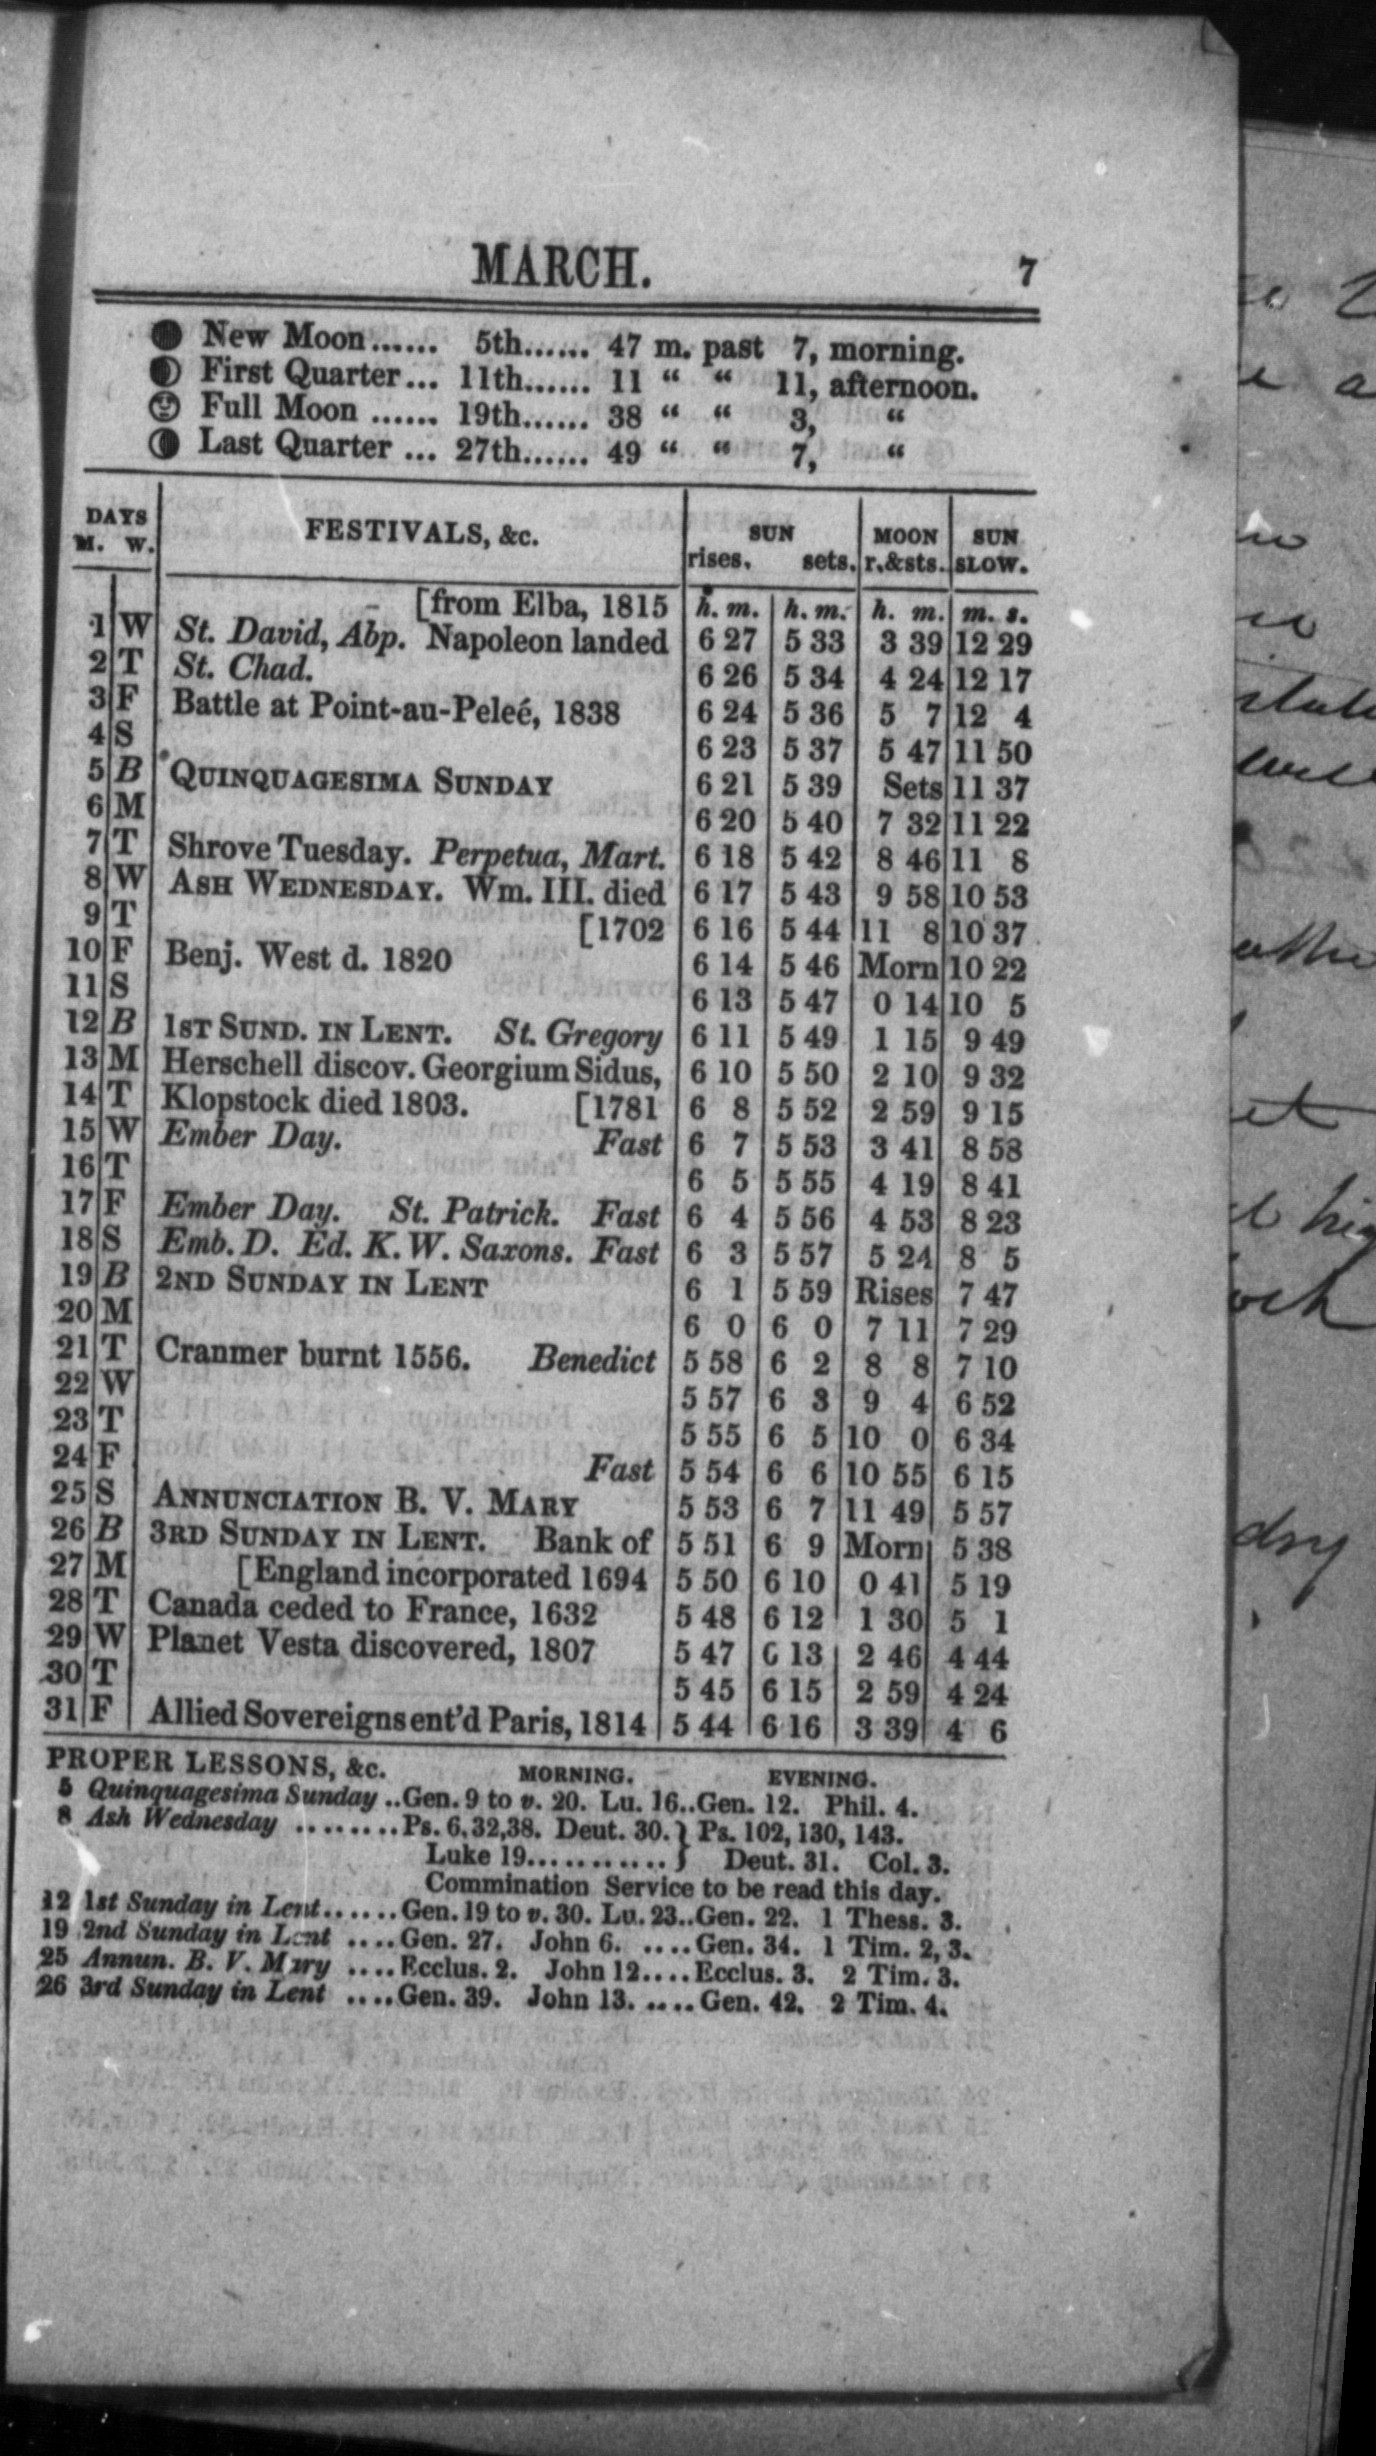 MARCH. 7
New Moon...... 5th...... 47 m. past 7, morning.
First Quarter... 11th...... 11 “ “ 11, afternoon.
Full Moon ...... 19th...... 38 “ “ 3, “
Last Quarter ... 27th...... 49 “ “ 7, “
DAYS FESTIVALS, &c. SUN MOON SUN
M. W. rises. sets. r.&sts. SLOW.
[from Elba, 1815 h. m. h. m. h. m. m. s.
1 W St. David, Abp. Napoleon landed 6 27 5 33 3 39 12 29
2 T St. Chad. 6 26 5 34 4 24 12 17
3 F Battle at Point-au-Peleé, 1838 6 24 5 36 5 7 12 4
4 S 6 23 5 37 5 47 11 50
5 B QUINQUAGESIMA SUNDAY 6 21 5 39 Sets 11 37
6 M 6 20 5 40 7 32 11 22
7 T Shrove Tuesday. Perpetua, Mart. 6 18 5 42 8 46 11 8
8 W ASH WEDNESDAY. Wm. III. died 6 17 5 43 9 58 10 53
9 T [1702 6 16 5 44 11 8 10 37
10 F Benj. West d. 1820 6 14 5 46 Morn 10 22
11 S 6 13 5 47 0 14 10 5
12 B 1ST SUND. IN LENT. St. Gregory 6 11 5 49 1 15 9 49
13 M Herschell discov. Georgium Sidus, 6 10 5 50 2 10 9 32
14 T Klopstock died 1803. [1781 6 8 5 52 2 59 9 15
15 W Ember Day. Fast 6 7 5 53 3 41 8 58
16 T 6 5 5 55 4 19 8 41
17 F Ember Day. St. Patrick. Fast 6 4 5 56 4 53 8 23
18 S Emb. D. Ed. K. W. Saxons. Fast 6 3 5 57 5 24 8 5
19 B 2ND SUNDAY IN LENT 6 1 5 59 Rises 7 47
20 M 6 0 6 0 7 11 7 29
21 T Cranmer burnt 1556. Benedict 5 58 6 2 8 8 7 10
22 W 5 57 6 3 9 4 6 52
23 T 5 55 6 5 10 0 6 34
24 F Fast 5 54 6 6 10 55 6 15
25 S ANNUNCIATION B. V. MARY 5 53 6 7 11 49 5 57
26 B 3RD SUNDAY IN LENT. Bank of 5 51 6 9 Morn 5 38
27 M [England incorporated 1694 5 50 6 10 0 41 5 19
28 T Canada ceded to France, 1632 5 48 6 12 1 30 5 1
29 W Planet Vesta discovered, 1807 5 47 6 13 2 46 4 44
30 T 5 45 6 15 2 59 4 24
31 F Allied Sovereigns ent'd Paris, 1814 5 44 6 16 3 39 4 6
PROPER LESSONS, &c. MORNING. EVENING.
5 Quinquagesima Sunday ..Gen. 9 to v. 20. Lu. 16..Gen. 12. Phil. 4.
8 Ash Wednesday ........Ps. 6,32,38. Deut. 30.} Ps. 102, 130, 143.
Luke 19............} Deut. 31. Col. 3.
Commination Service to be read this day.
12 1st Sunday in Lent......Gen. 19 to v. 30. Lu. 23..Gen. 22. 1 Thess. 3.
19 2nd Sunday in Lent ....Gen. 27. John 6. ....Gen. 34. 1 Tim. 2, 3.
25 Annun. B. V. Mary ....Ecclus. 2. John 12....Ecclus. 3. 2 Tim. 3.
26 3rd Sunday in Lent ....Gen. 39. John 13. ....Gen. 42. 2 Tim. 4.
dry